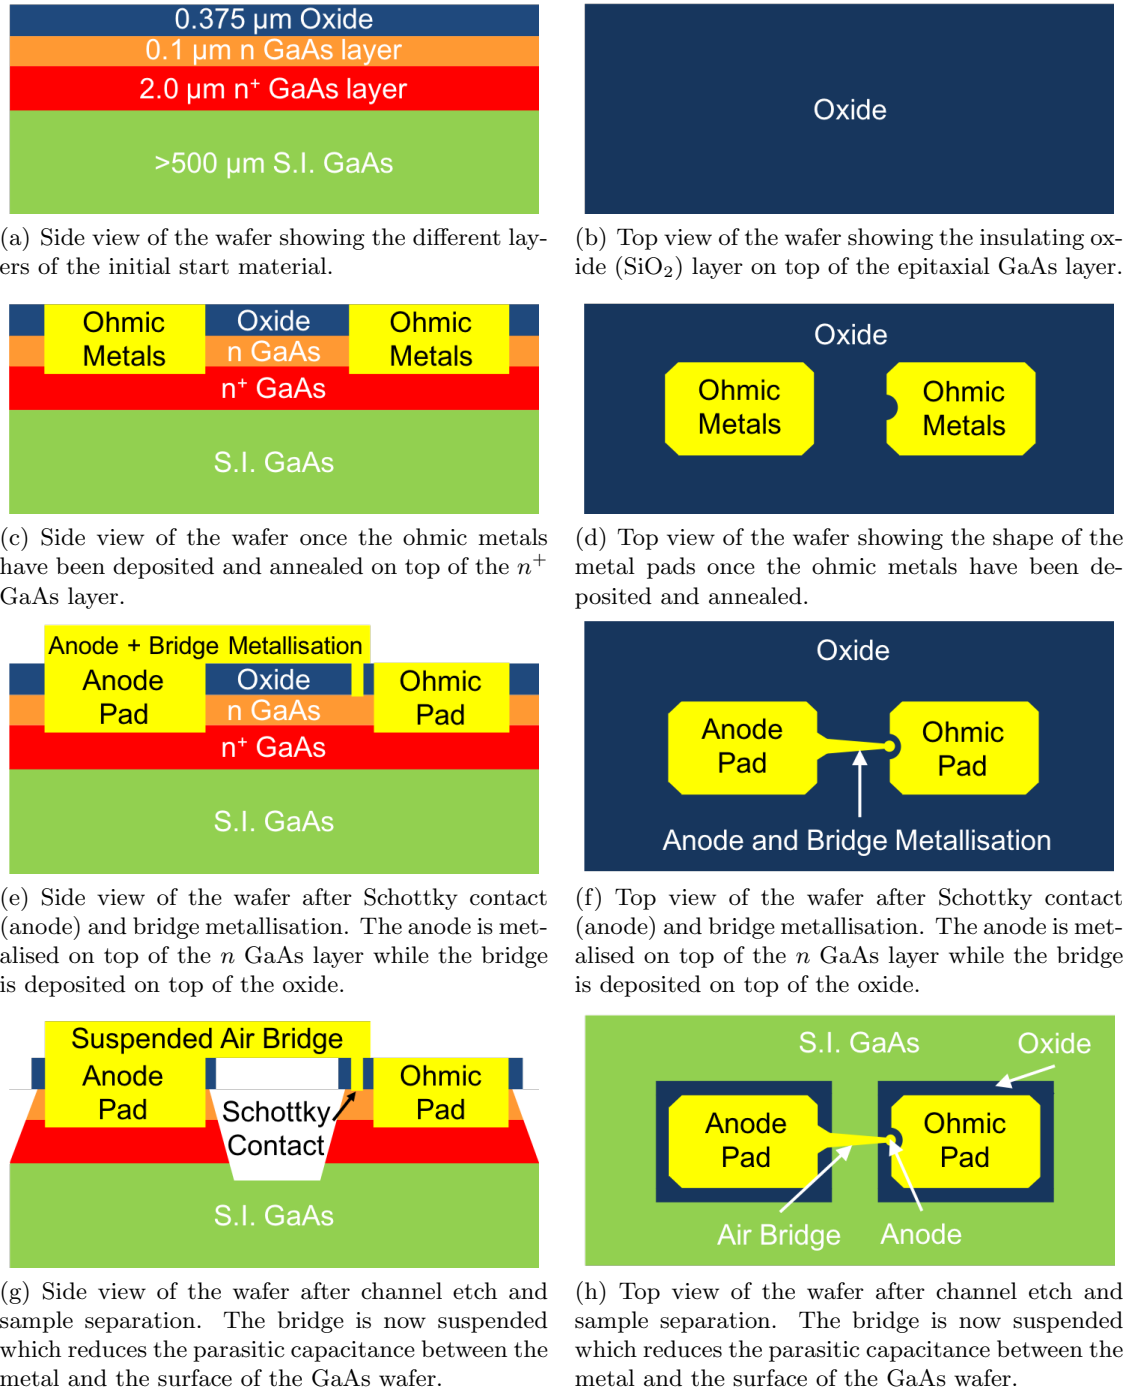 0.375 µm Oxide
0.1 µm n GaAs layer
2.0 µm n⁺ GaAs layer
>500 µm S.I. GaAs
Oxide
(a) Side view of the wafer showing the different lay-
ers of the initial start material.
(b) Top view of the wafer showing the insulating ox-
ide (SiO₂) layer on top of the epitaxial GaAs layer.
Ohmic
Metals
Oxide
n GaAs
Ohmic
Metals
n⁺ GaAs
S.I. GaAs
Oxide
Ohmic
Metals
Ohmic
Metals
(c) Side view of the wafer once the ohmic metals
have been deposited and annealed on top of the n⁺
GaAs layer.
(d) Top view of the wafer showing the shape of the
metal pads once the ohmic metals have been de-
posited and annealed.
Anode + Bridge Metallisation
Anode
Pad
Oxide
n GaAs
Ohmic
Pad
n⁺ GaAs
S.I. GaAs
Oxide
Anode
Pad
Ohmic
Pad
Anode and Bridge Metallisation
(e) Side view of the wafer after Schottky contact
(anode) and bridge metallisation. The anode is met-
alised on top of the n GaAs layer while the bridge
is deposited on top of the oxide.
(f) Top view of the wafer after Schottky contact
(anode) and bridge metallisation. The anode is met-
alised on top of the n GaAs layer while the bridge
is deposited on top of the oxide.
Suspended Air Bridge
Anode
Pad
Schottky
Contact
Ohmic
Pad
S.I. GaAs
S.I. GaAs
Oxide
Anode
Pad
Ohmic
Pad
Air Bridge
Anode
(g) Side view of the wafer after channel etch and
sample separation. The bridge is now suspended
which reduces the parasitic capacitance between the
metal and the surface of the GaAs wafer.
(h) Top view of the wafer after channel etch and
sample separation. The bridge is now suspended
which reduces the parasitic capacitance between the
metal and the surface of the GaAs wafer.